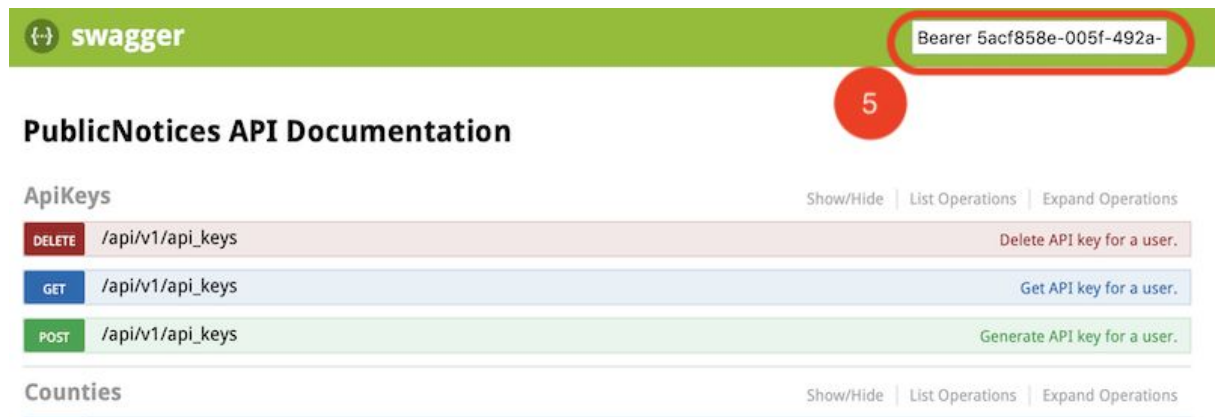 {···} swagger
Bearer 5acf858e-005f-492a-
5
PublicNotices API Documentation
ApiKeys Show/Hide List Operations Expand Operations
DELETE /api/v1/api_keys Delete API key for a user.
GET /api/v1/api_keys Get API key for a user.
POST /api/v1/api_keys Generate API key for a user.
Counties Show/Hide List Operations Expand Operations